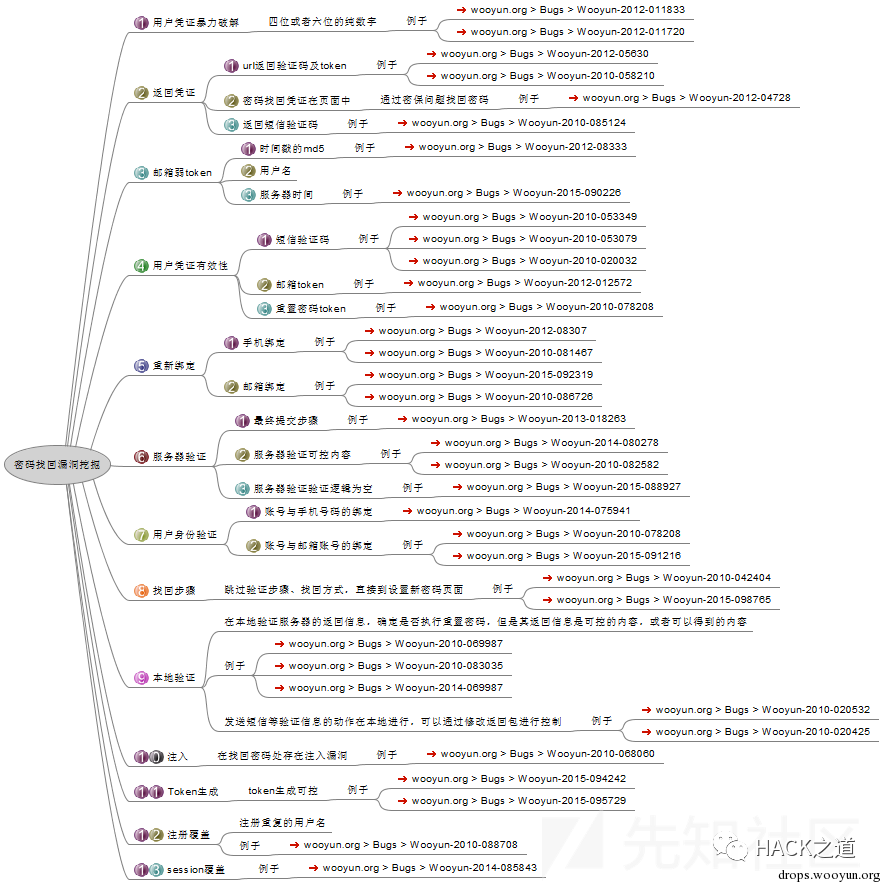 密码找回漏洞挖掘
1 用户凭证暴力破解 四位或者六位的纯数字 例子
wooyun.org > Bugs > Wooyun-2012-011833
wooyun.org > Bugs > Wooyun-2012-011720
2 返回凭证
1 url返回验证码及token 例子
wooyun.org > Bugs > Wooyun-2012-05630
wooyun.org > Bugs > Wooyun-2010-058210
2 密码找回凭证在页面中 通过密保问题找回密码 例子 wooyun.org > Bugs > Wooyun-2012-04728
3 返回短信验证码 例子 wooyun.org > Bugs > Wooyun-2010-085124
3 邮箱弱token
1 时间戳的md5 例子 wooyun.org > Bugs > Wooyun-2012-08333
2 用户名
3 服务器时间 例子 wooyun.org > Bugs > Wooyun-2015-090226
4 用户凭证有效性
1 短信验证码 例子
wooyun.org > Bugs > Wooyun-2010-053349
wooyun.org > Bugs > Wooyun-2010-053079
wooyun.org > Bugs > Wooyun-2010-020032
2 邮箱token 例子 wooyun.org > Bugs > Wooyun-2012-012572
3 重置密码token 例子 wooyun.org > Bugs > Wooyun-2010-078208
5 重新绑定
1 手机绑定 例子
wooyun.org > Bugs > Wooyun-2012-08307
wooyun.org > Bugs > Wooyun-2010-081467
2 邮箱绑定 例子
wooyun.org > Bugs > Wooyun-2015-092319
wooyun.org > Bugs > Wooyun-2010-086726
6 服务器验证
1 最终提交步骤 例子 wooyun.org > Bugs > Wooyun-2013-018263
2 服务器验证可控内容 例子
wooyun.org > Bugs > Wooyun-2014-080278
wooyun.org > Bugs > Wooyun-2010-082582
3 服务器验证验证逻辑为空 例子 wooyun.org > Bugs > Wooyun-2015-088927
7 用户身份验证
1 账号与手机号码的绑定 wooyun.org > Bugs > Wooyun-2014-075941
2 账号与邮箱账号的绑定 例子
wooyun.org > Bugs > Wooyun-2010-078208
wooyun.org > Bugs > Wooyun-2015-091216
8 找回步骤 跳过验证步骤、找回方式，直接到设置新密码页面 例子
wooyun.org > Bugs > Wooyun-2010-042404
wooyun.org > Bugs > Wooyun-2015-098765
9 本地验证
在本地验证服务器的返回信息，确定是否执行重置密码，但是其返回信息是可控的内容，或者可以得到的内容
例子
wooyun.org > Bugs > Wooyun-2010-069987
wooyun.org > Bugs > Wooyun-2010-083035
wooyun.org > Bugs > Wooyun-2014-069987
发送短信等验证信息的动作在本地进行，可以通过修改返回包进行控制 例子
wooyun.org > Bugs > Wooyun-2010-020532
wooyun.org > Bugs > Wooyun-2010-020425
10 注入 在找回密码处存在注入漏洞 例子 wooyun.org > Bugs > Wooyun-2010-068060
11 Token生成 token生成可控 例子
wooyun.org > Bugs > Wooyun-2015-094242
wooyun.org > Bugs > Wooyun-2015-095729
12 注册覆盖
注册重复的用户名
例子 wooyun.org > Bugs > Wooyun-2010-088708
13 session覆盖 例子 wooyun.org > Bugs > Wooyun-2014-085843
先知社区
HACK之道
drops.wooyun.org